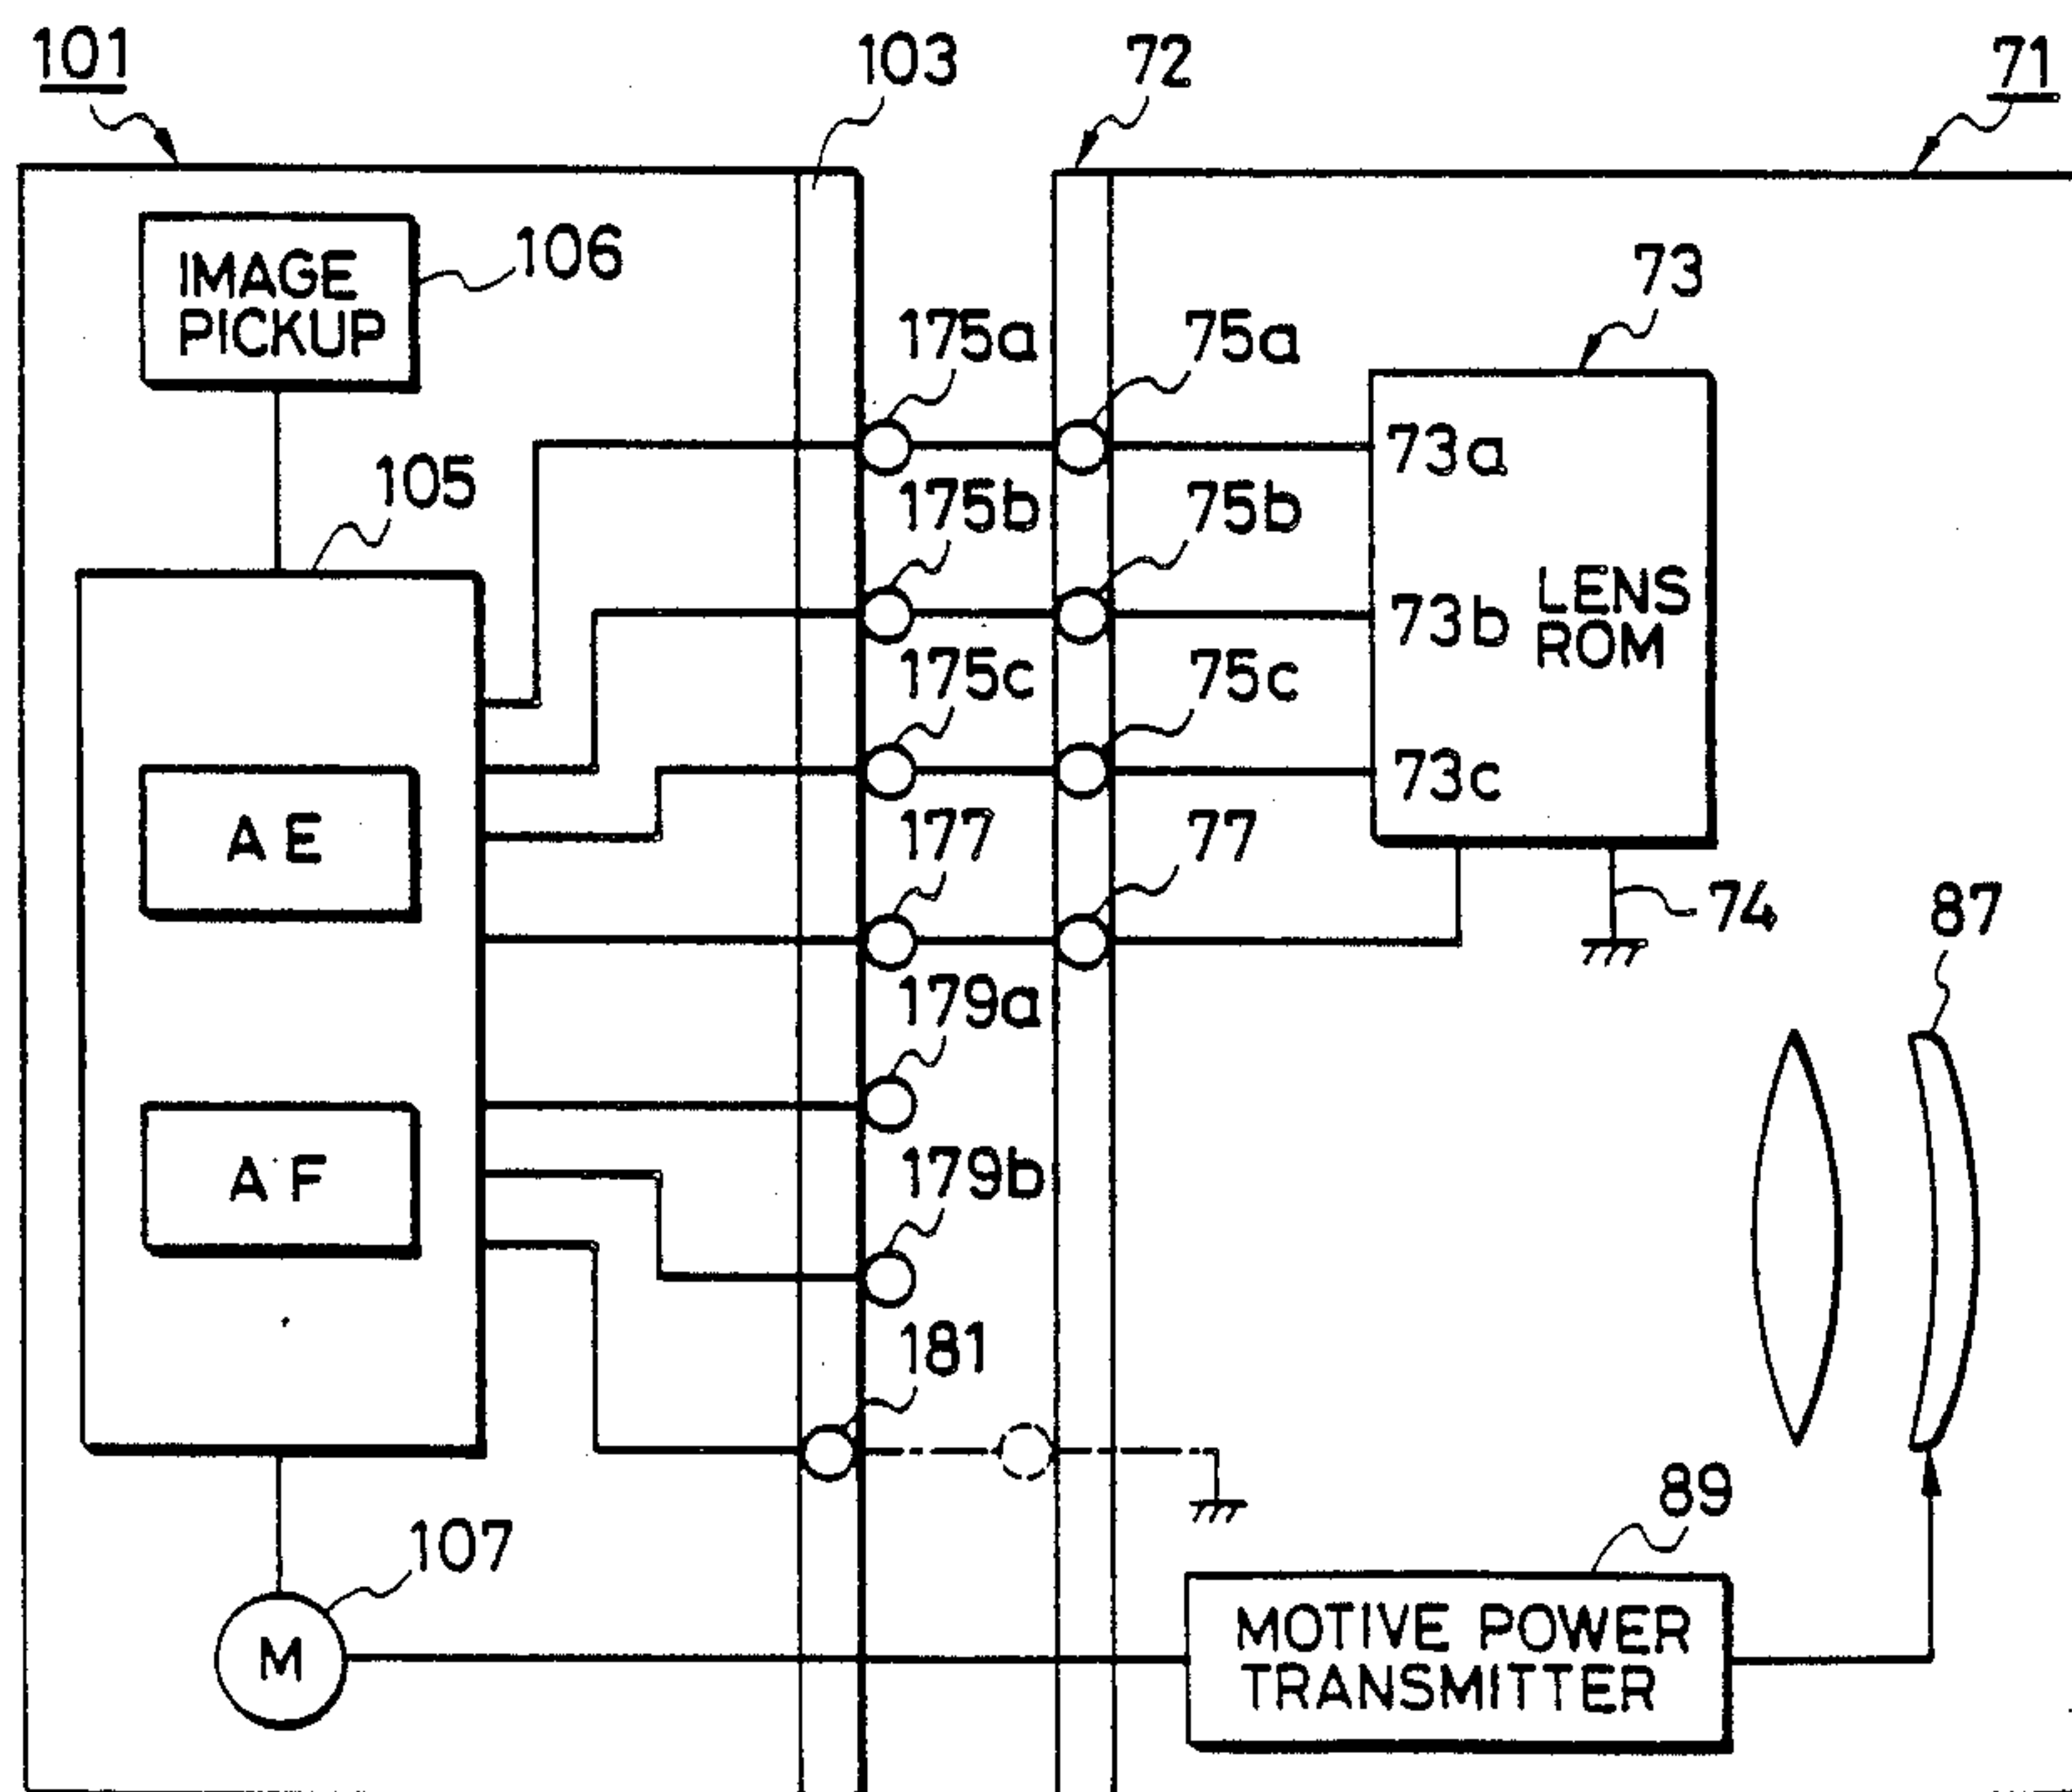 101
103
72
71
IMAGE
PICKUP
106
73
175a
75a
73a
105
175b
75b
73b
LENS
ROM
175c
75c
73c
AE
177
77
74
87
179a
AF
179b
181
89
107
M
MOTIVE POWER
TRANSMITTER